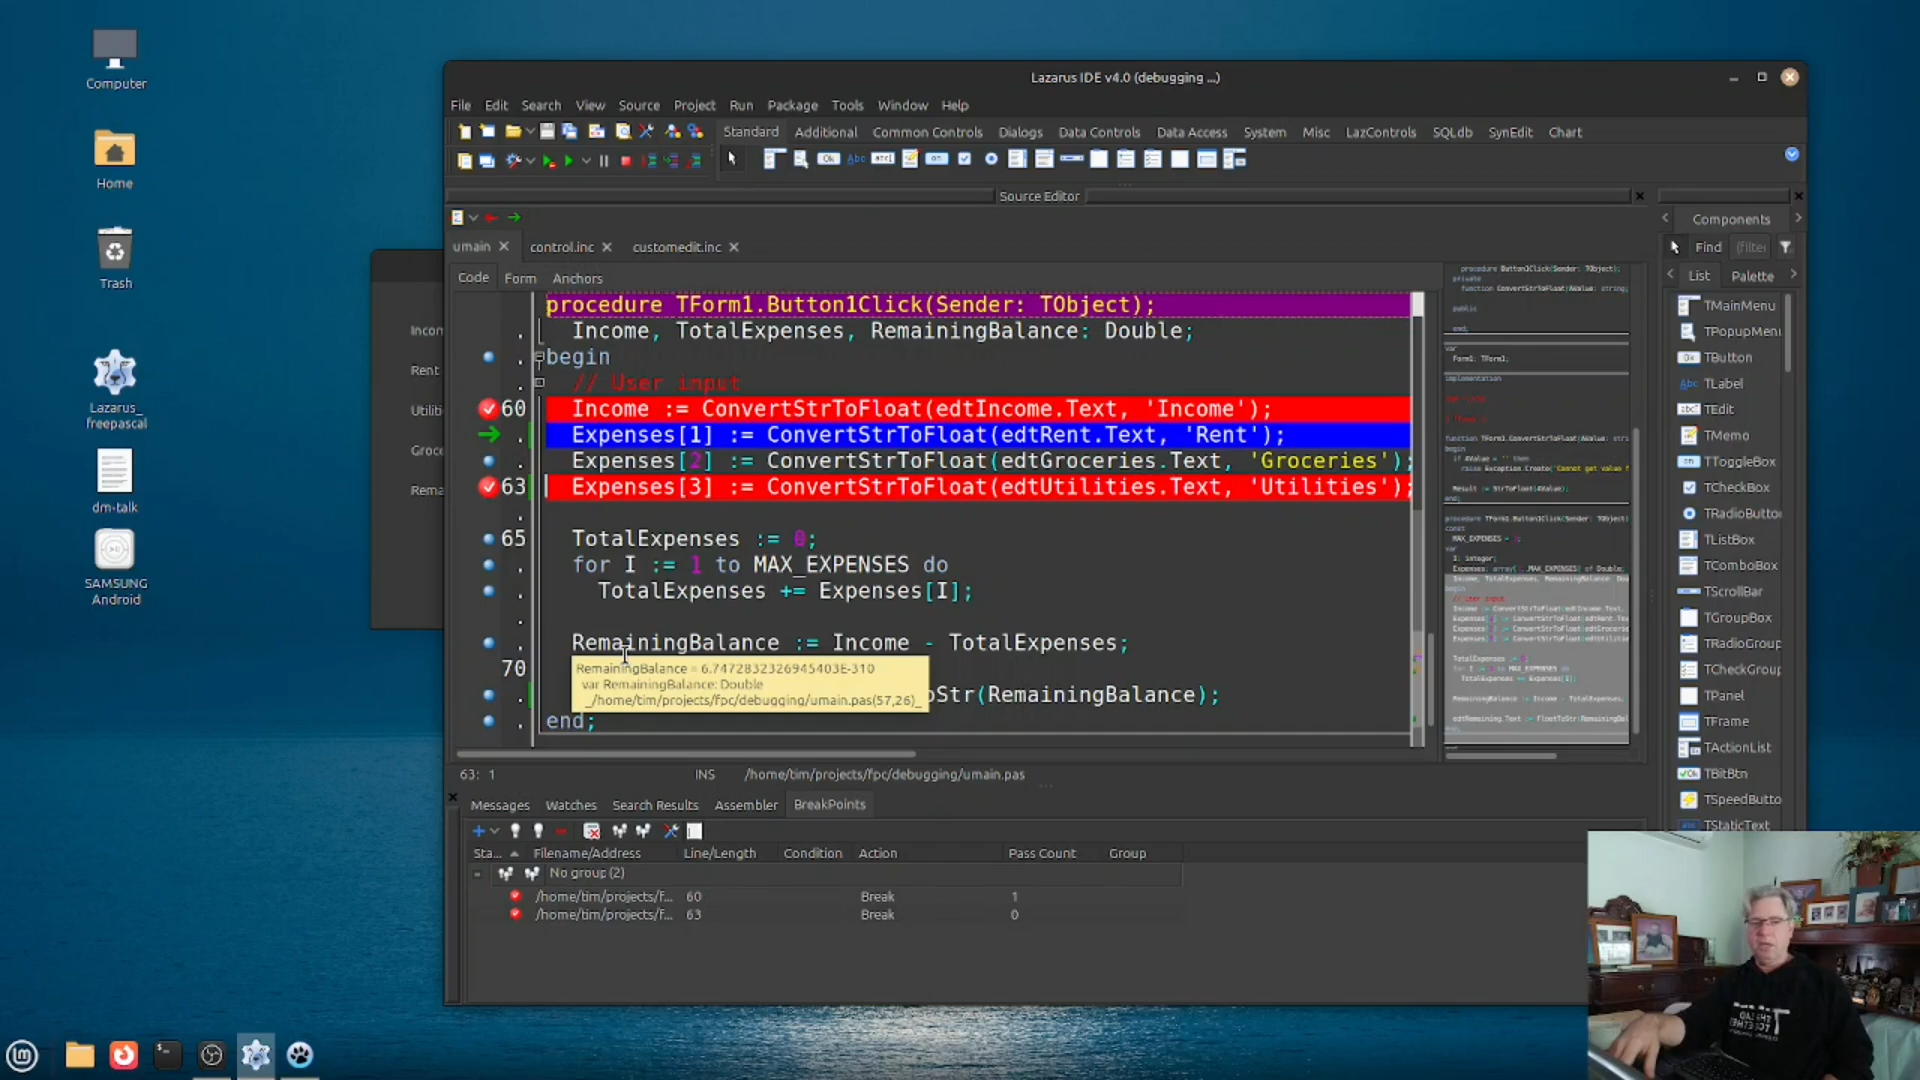 Computer
Home
Trash
Lazarus_
freepascal
dm-talk
SAMSUNG
Android
Rent
Lazarus IDE v4.0 (debugging ...)
File Edit Search View Source Project Run Package Tools Window Help
Standard Additional Common Controls Dialogs Data Controls Data Access System Misc LazControls SQLdb SynEdit Chart
Source Editor
umain control.inc customedit.inc
Code Form Anchors
procedure TForm1.Button1Click(Sender: TObject);
Income, TotalExpenses, RemainingBalance: Double;
begin
// User input
60 Income := ConvertStrToFloat(edtIncome.Text, 'Income');
Expenses[1] := ConvertStrToFloat(edtRent.Text, 'Rent');
Expenses[2] := ConvertStrToFloat(edtGroceries.Text, 'Groceries');
63 Expenses[3] := ConvertStrToFloat(edtUtilities.Text, 'Utilities');
65 TotalExpenses := 0;
for I := 1 to MAX_EXPENSES do
TotalExpenses += Expenses[I];
RemainingBalance := Income - TotalExpenses;
70
RemainingBalance = 6.7472832326945403E-310
var RemainingBalance: Double
_/home/tim/projects/fpc/debugging/umain.pas(57,26)_
oStr(RemainingBalance);
end;
63: 1 INS /home/tim/projects/fpc/debugging/umain.pas
Messages Watches Search Results Assembler BreakPoints
Sta... Filename/Address Line/Length Condition Action Pass Count Group
No group (2)
/home/tim/projects/f... 60 Break 1
/home/tim/projects/f... 63 Break 0
Components
Find (filter
List Palette
TMainMenu
TPopupMenu
TButton
TLabel
TEdit
TMemo
TToggleBox
TCheckBox
TRadioButto
TListBox
TComboBox
TScrollBar
TGroupBox
TRadioGroup
TCheckGroup
TPanel
TFrame
TActionList
TBitBtn
TSpeedButto
TStaticText